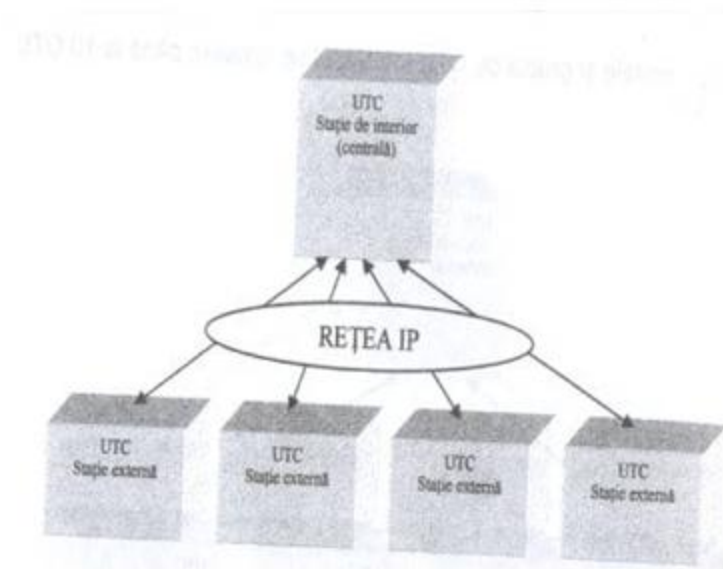 UTC
Stație de interior
(centrală)
REȚEA IP
UTC
Stație externă
UTC
Stație externă
UTC
Stație externă
UTC
Stație externă